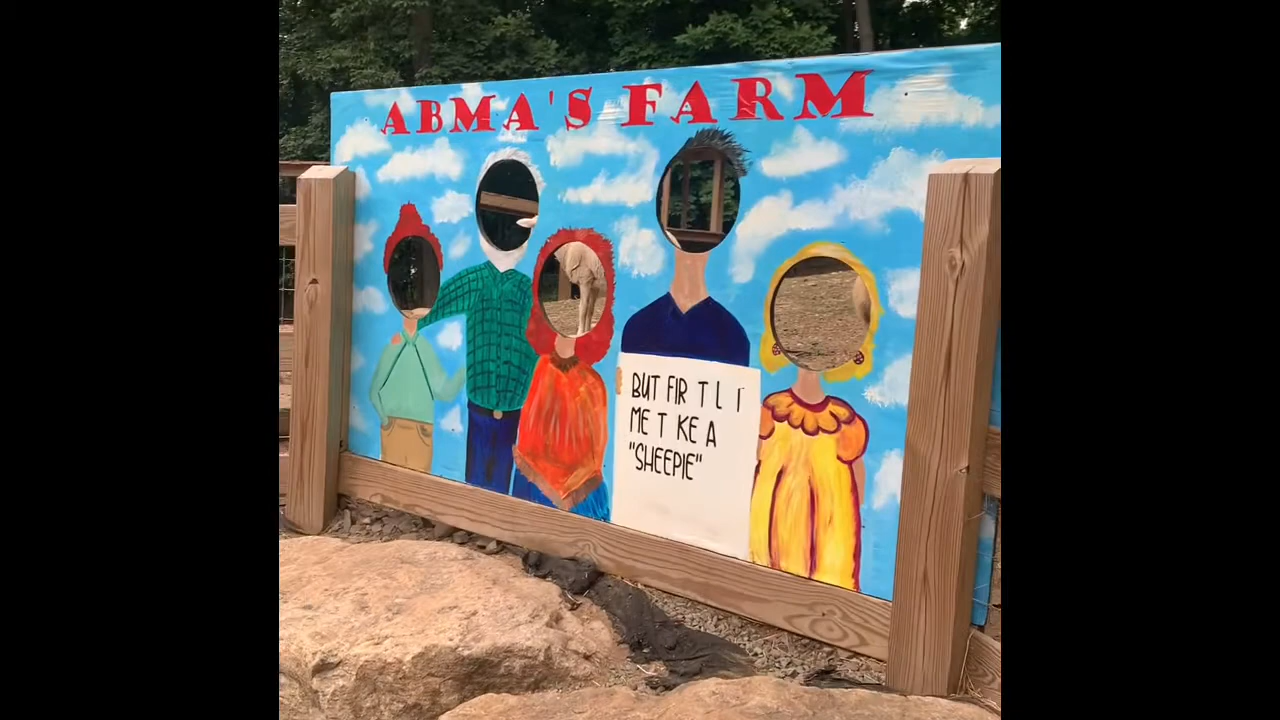 ABMA'S FARM
BUT FIR T L T
ME T KE A
"SHEEPIE"